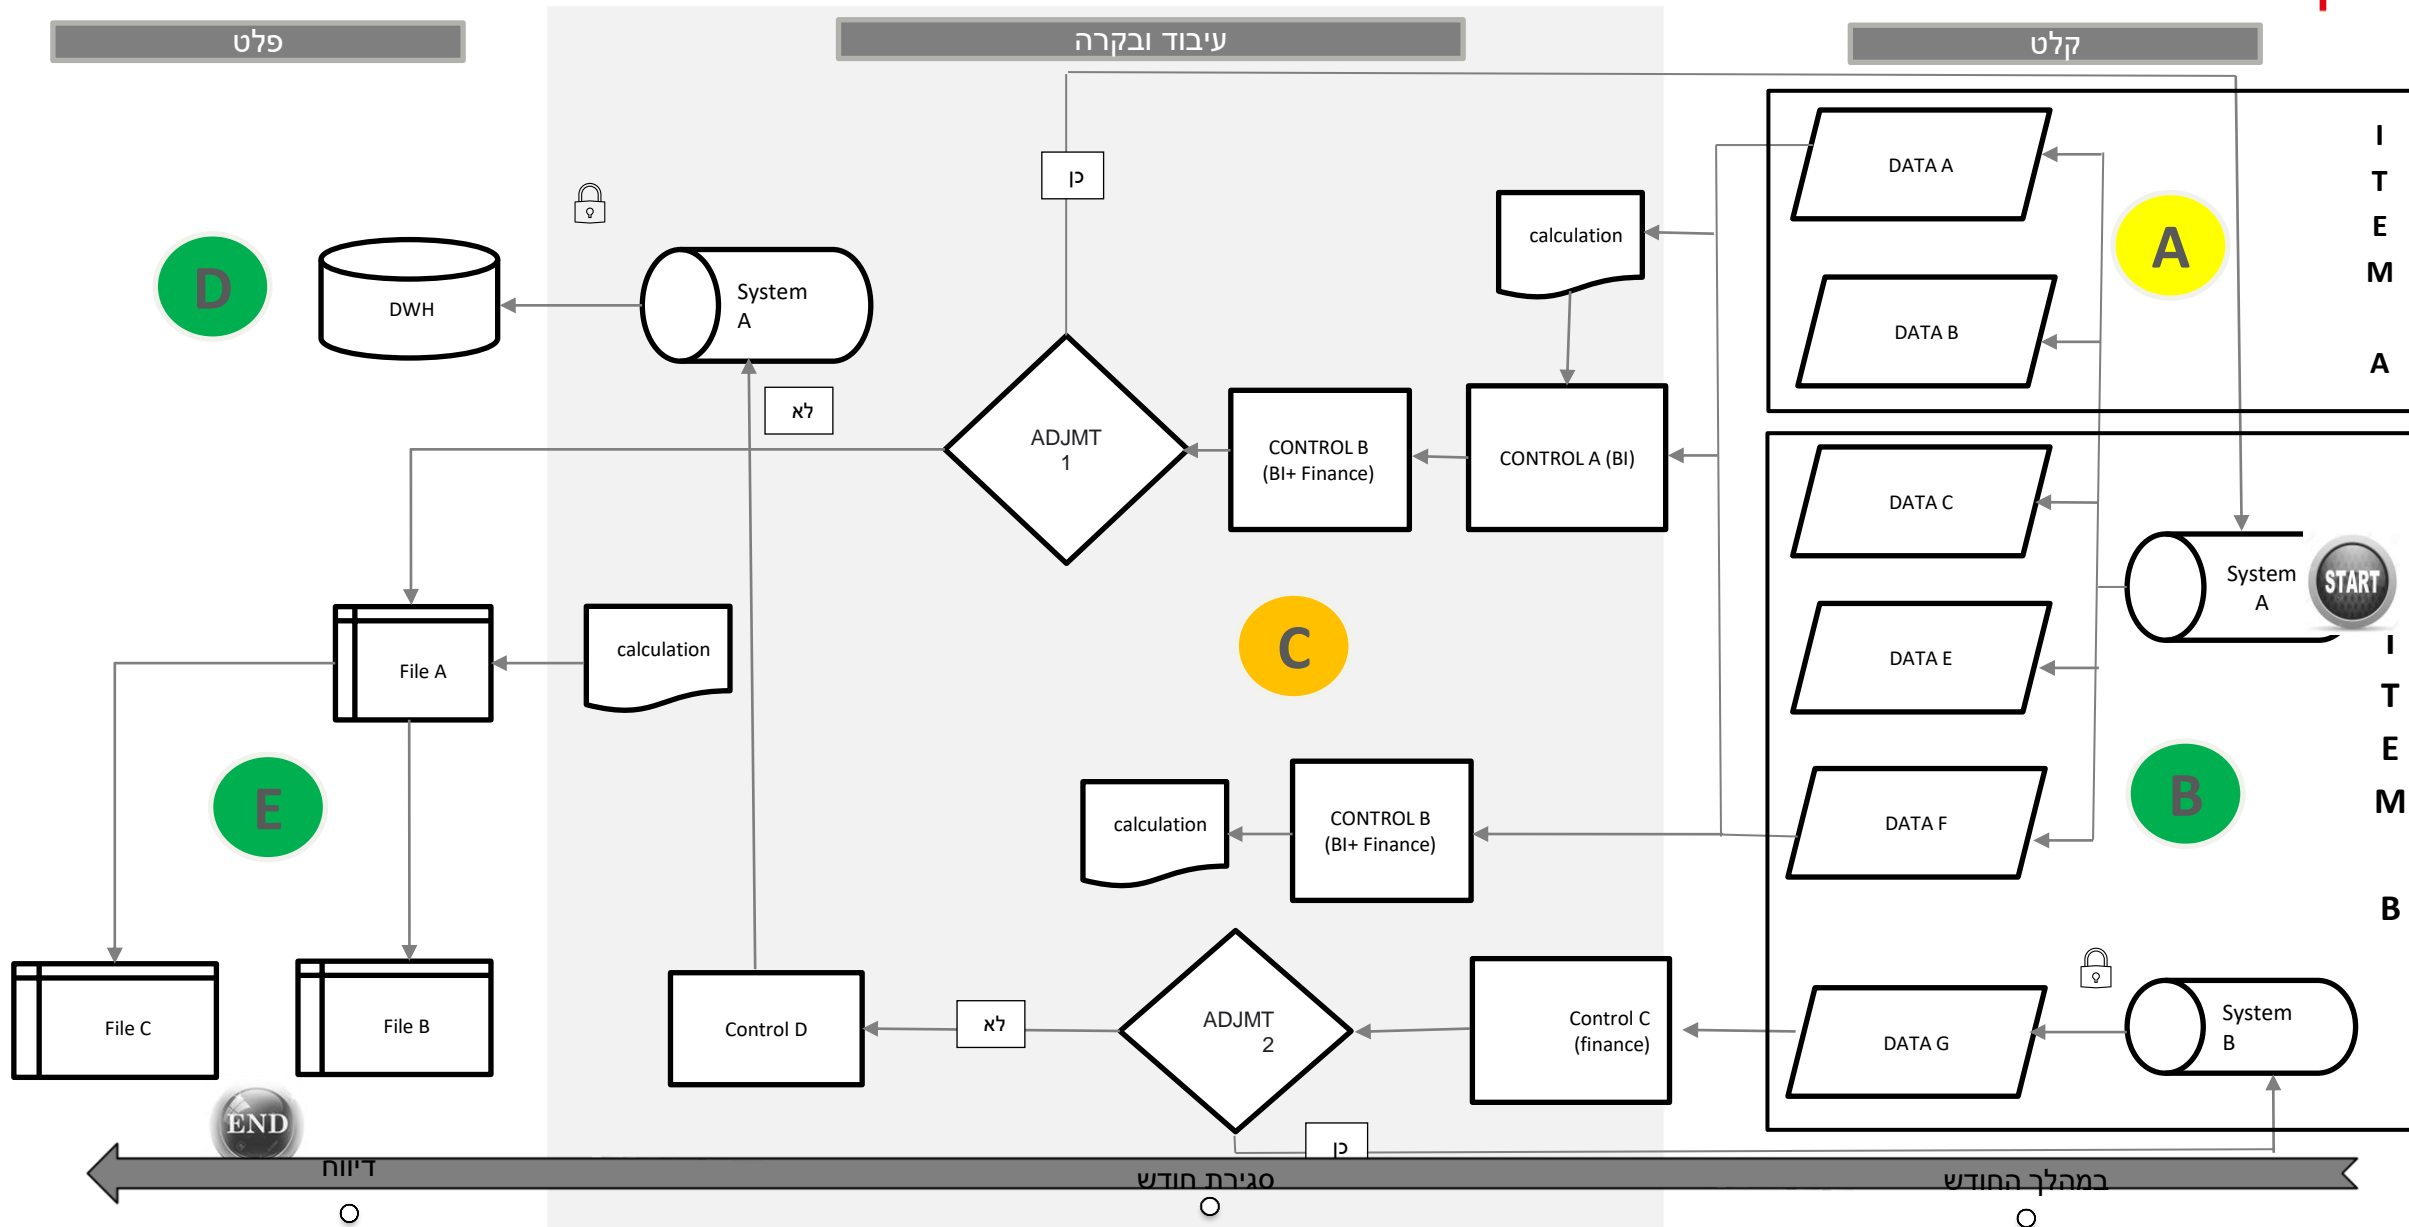 קלט
עיבוד ובקרה
פלט
I
T
E
M
A
DATA A
A
DATA B
כן
calculation
System
A
DWH
D
לא
ADJMT
1
CONTROL B
(BI+ Finance)
CONTROL A (BI)
DATA C
System
A
START
I
T
E
M
B
DATA E
C
calculation
File A
DATA F
B
CONTROL B
(BI+ Finance)
calculation
E
DATA G
System
B
Control C
(finance)
ADJMT
2
כן
לא
Control D
File B
File C
END
במהלך החודש
סגירת חודש
דיווח